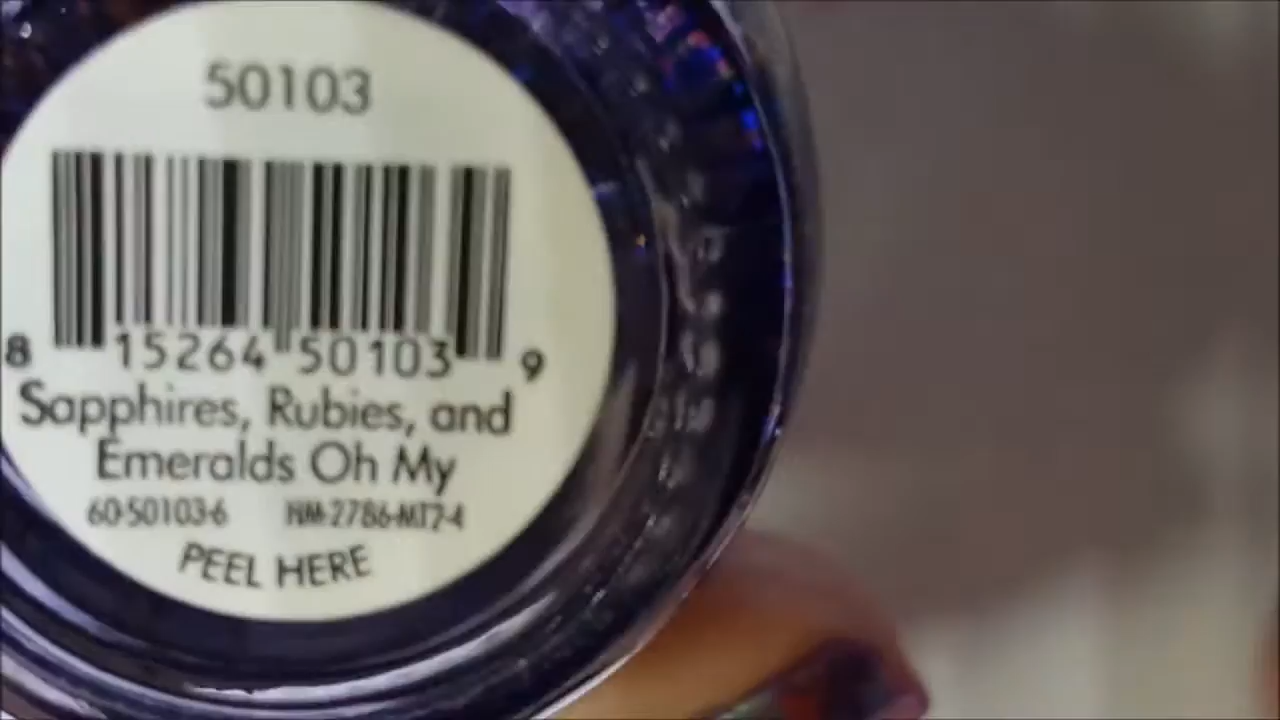 50103
8 15264 50103 9
Sapphires, Rubies, and
Emeralds Oh My
60-50103-6 NM-2786-MT2-4
PEEL HERE